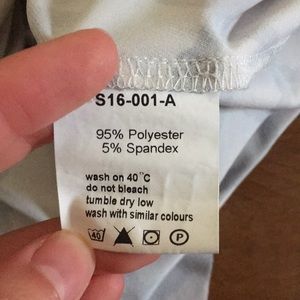 S16-001-A
95% Polyester
5% Spandex
wash on 40°C
do not bleach
tumble dry low
wash with similar colours
40 P